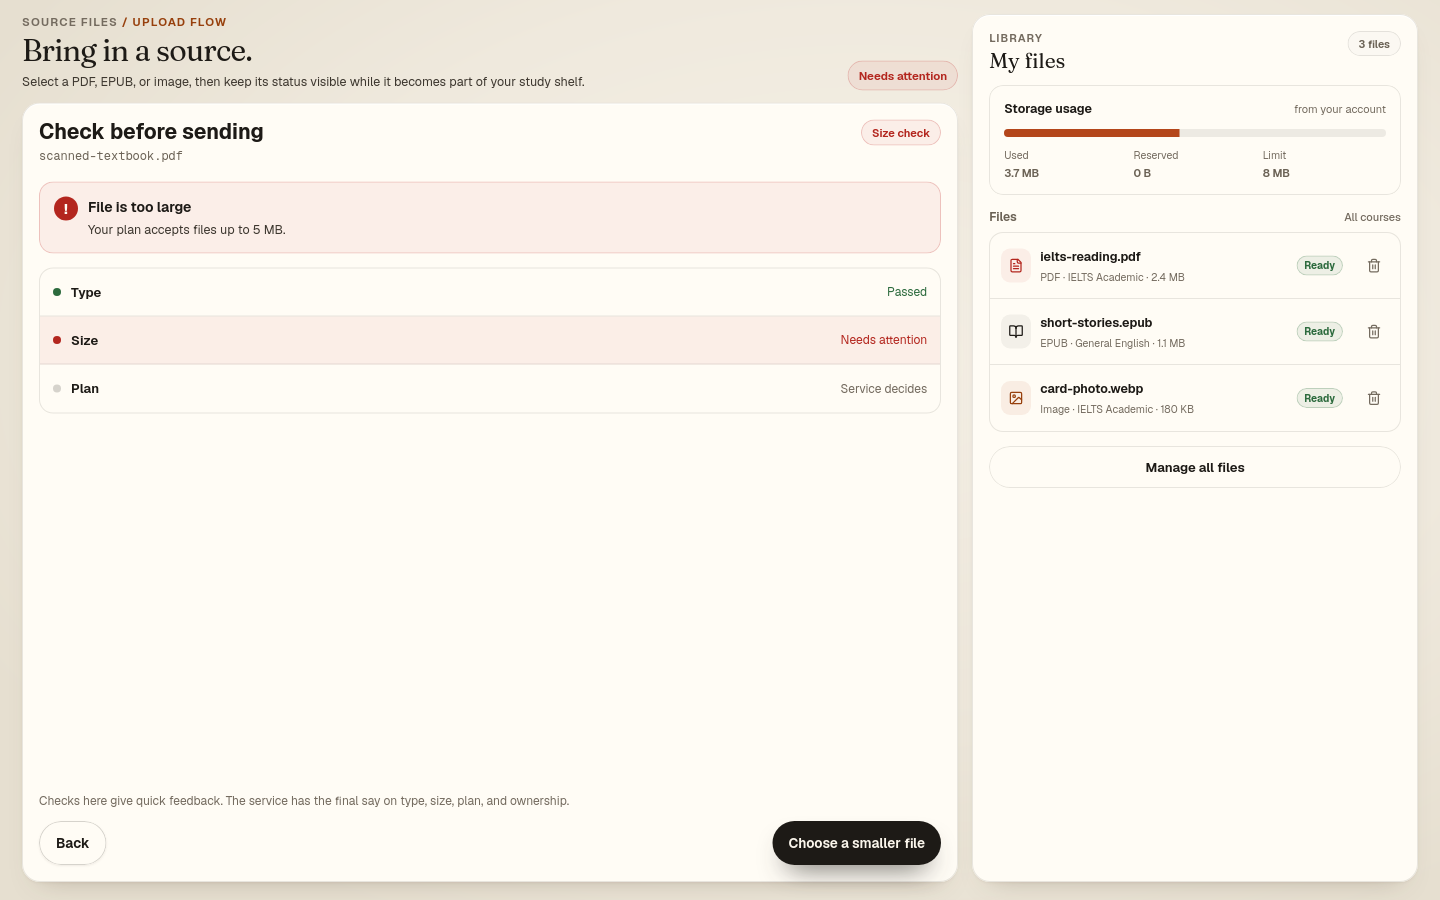 SOURCE FILES / UPLOAD FLOW
Bring in a source.
Select a PDF, EPUB, or image, then keep its status visible while it becomes part of your study shelf.
Needs attention
Check before sending
scanned-textbook.pdf
Size check
!
File is too large
Your plan accepts files up to 5 MB.
Type Passed
Size Needs attention
Plan Service decides
Checks here give quick feedback. The service has the final say on type, size, plan, and ownership.
Back
Choose a smaller file
LIBRARY
My files
3 files
Storage usage from your account
Used Reserved Limit
3.7 MB 0 B 8 MB
Files All courses
ielts-reading.pdf
PDF · IELTS Academic · 2.4 MB
Ready
short-stories.epub
EPUB · General English · 1.1 MB
Ready
card-photo.webp
Image · IELTS Academic · 180 KB
Ready
Manage all files